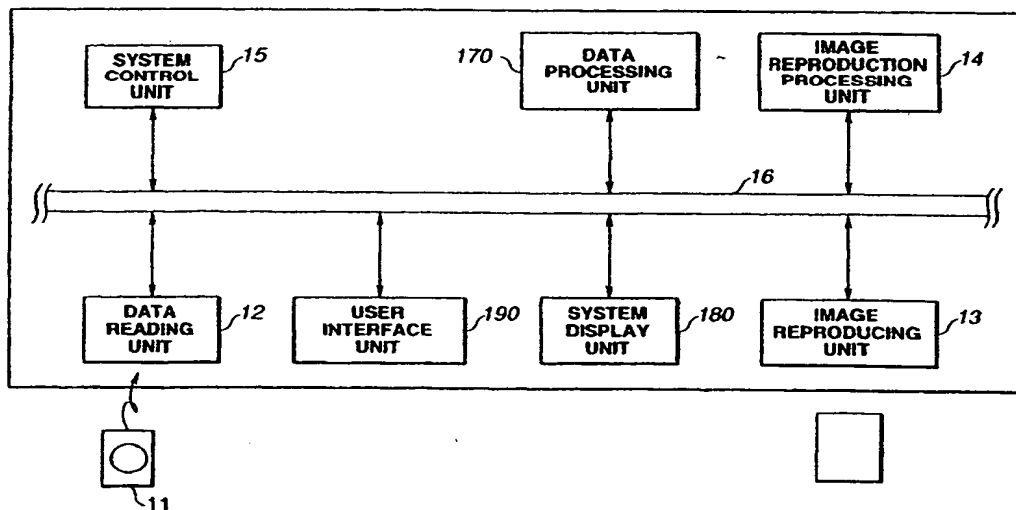 SYSTEM
CONTROL
UNIT
15
170
DATA
PROCESSING
UNIT
IMAGE
REPRODUCTION
PROCESSING
UNIT
14
16
DATA
READING
UNIT
12
USER
INTERFACE
UNIT
190
SYSTEM
DISPLAY
UNIT
180
IMAGE
REPRODUCING
UNIT
13
11